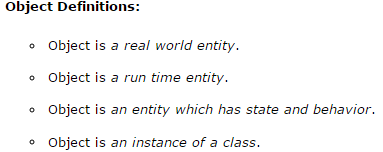 Object Definitions:
Object is a real world entity.
Object is a run time entity.
Object is an entity which has state and behavior.
Object is an instance of a class.